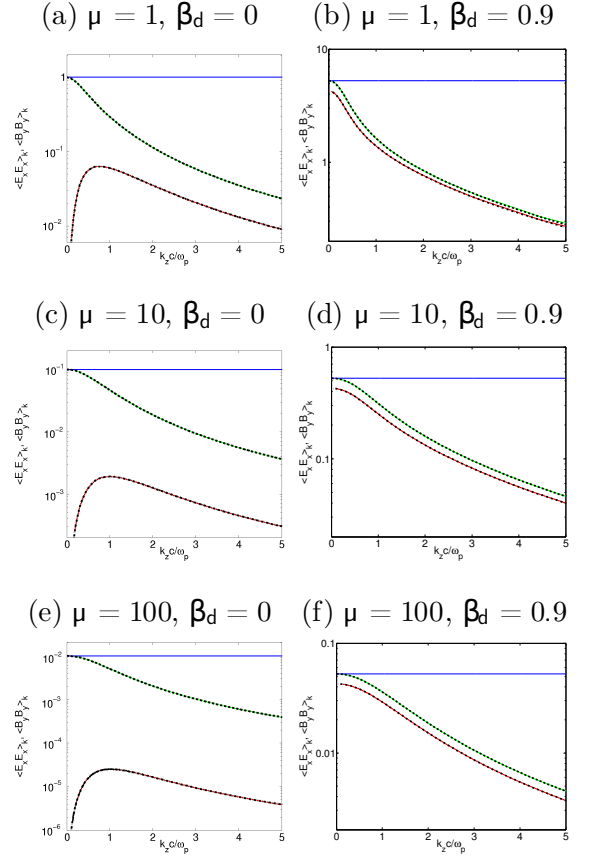 (a) μ = 1, β_d = 0
(b) μ = 1, β_d = 0.9
<E_xE_x>_k, <B_yB_y>_k
1
10^-1
10^-2
0 1 2 3 4 5
k_zc/ω_p
<E_xE_x>_k, <B_yB_y>_k
10
1
0 1 2 3 4 5
k_zc/ω_p
(c) μ = 10, β_d = 0
(d) μ = 10, β_d = 0.9
<E_xE_x>_k, <B_yB_y>_k
10^-1
10^-2
10^-3
0 1 2 3 4 5
k_zc/ω_p
<E_xE_x>_k, <B_yB_y>_k
1
0.1
0 1 2 3 4 5
k_zc/ω_p
(e) μ = 100, β_d = 0
(f) μ = 100, β_d = 0.9
<E_xE_x>_k, <B_yB_y>_k
10^-2
10^-3
10^-4
10^-5
10^-6
0 1 2 3 4 5
k_zc/ω_p
<E_xE_x>_k, <B_yB_y>_k
0.1
0.01
0 1 2 3 4 5
k_zc/ω_p